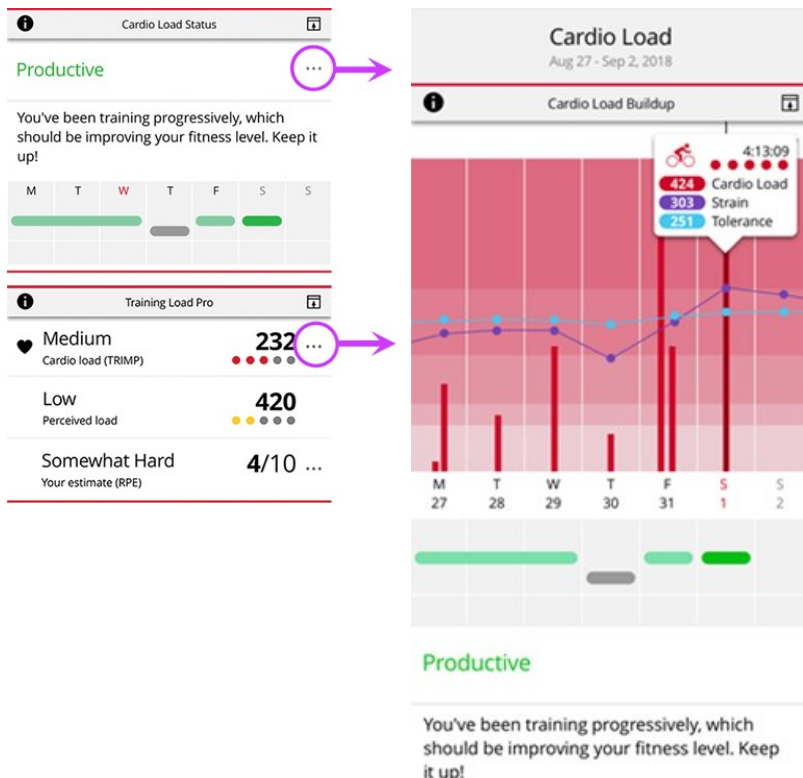 Cardio Load Status
Productive
...
You've been training progressively, which
should be improving your fitness level. Keep it
up!
M T W T F S S
Training Load Pro
Medium 232 ...
Cardio load (TRIMP)
Low 420
Perceived load
Somewhat Hard 4/10 ...
Your estimate (RPE)
Cardio Load
Aug 27 - Sep 2, 2018
Cardio Load Buildup
4:13:09
424 Cardio Load
303 Strain
251 Tolerance
M T W T F S S
27 28 29 30 31 1 2
Productive
You've been training progressively, which
should be improving your fitness level. Keep
it up!